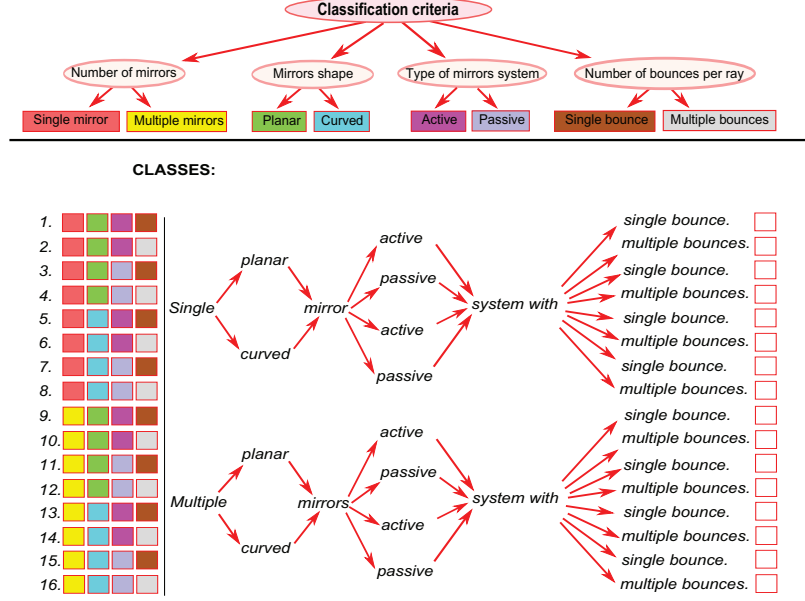 Classification criteria
Number of mirrors
Mirrors shape
Type of mirrors system
Number of bounces per ray
Single mirror
Multiple mirrors
Planar
Curved
Active
Passive
Single bounce
Multiple bounces
CLASSES:
1.
2.
3.
4.
5.
6.
7.
8.
9.
10.
11.
12.
13.
14.
15.
16.
Single
planar
curved
mirror
active
passive
active
passive
system with
single bounce.
multiple bounces.
single bounce.
multiple bounces.
single bounce.
multiple bounces.
single bounce.
multiple bounces.
Multiple
planar
curved
mirrors
active
passive
active
passive
system with
single bounce.
multiple bounces.
single bounce.
multiple bounces.
single bounce.
multiple bounces.
single bounce.
multiple bounces.